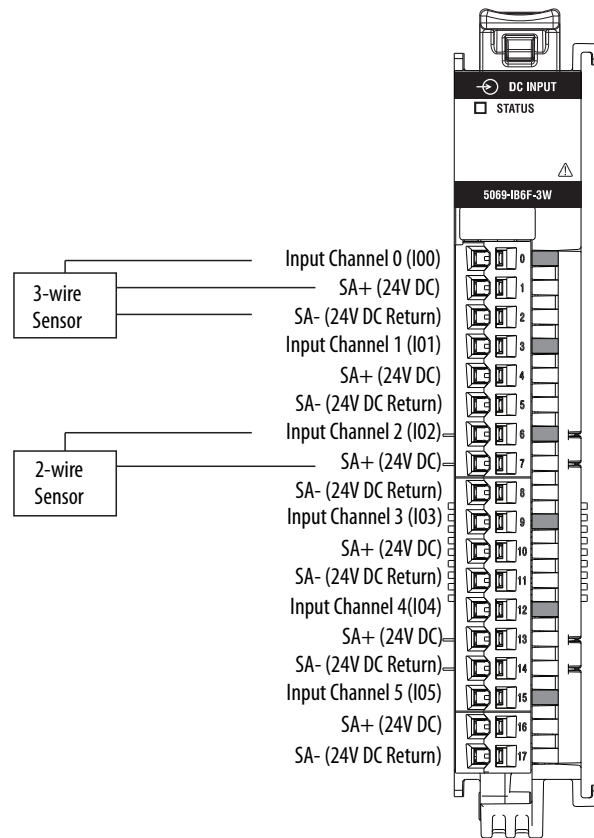 DC INPUT
STATUS
5069-IB6F-3W
Input Channel 0 (I00) 0
SA+ (24V DC) 1
SA- (24V DC Return) 2
Input Channel 1 (I01) 3
SA+ (24V DC) 4
SA- (24V DC Return) 5
Input Channel 2 (I02) 6
SA+ (24V DC) 7
SA- (24V DC Return) 8
Input Channel 3 (I03) 9
SA+ (24V DC) 10
SA- (24V DC Return) 11
Input Channel 4(I04) 12
SA+ (24V DC) 13
SA- (24V DC Return) 14
Input Channel 5 (I05) 15
SA+ (24V DC) 16
SA- (24V DC Return) 17
3-wire
Sensor
2-wire
Sensor